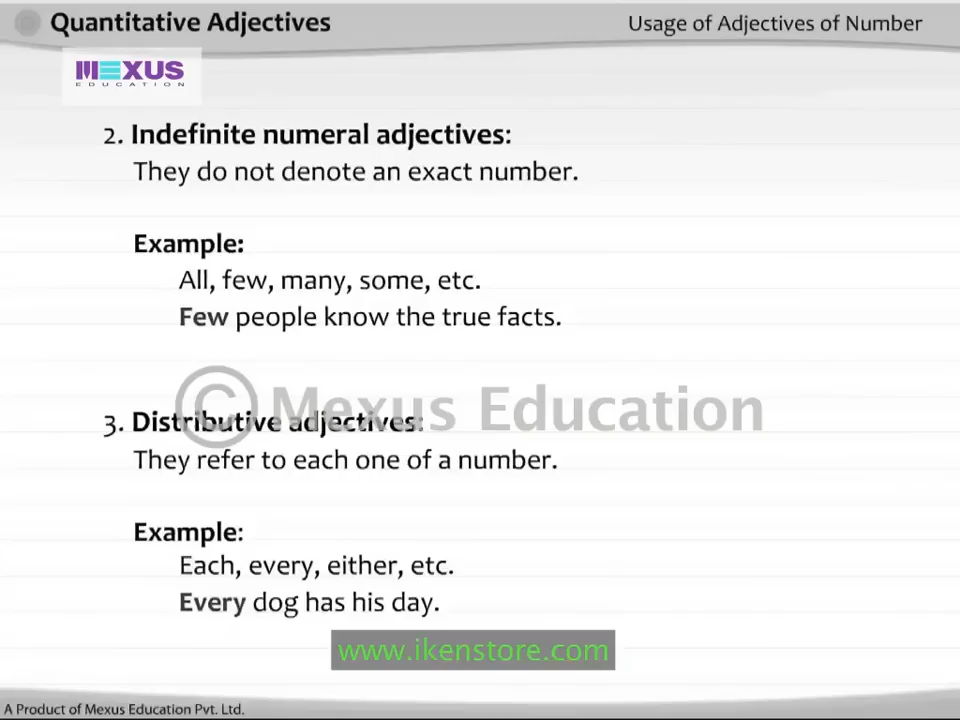 Quantitative Adjectives
Usage of Adjectives of Number
MEXUS
EDUCATION
2. Indefinite numeral adjectives:
They do not denote an exact number.
Example:
All, few, many, some, etc.
Few people know the true facts.
© Mexus Education
3. Distributive adjectives:
They refer to each one of a number.
Example:
Each, every, either, etc.
Every dog has his day.
www.ikenstore.com
A Product of Mexus Education Pvt. Ltd.